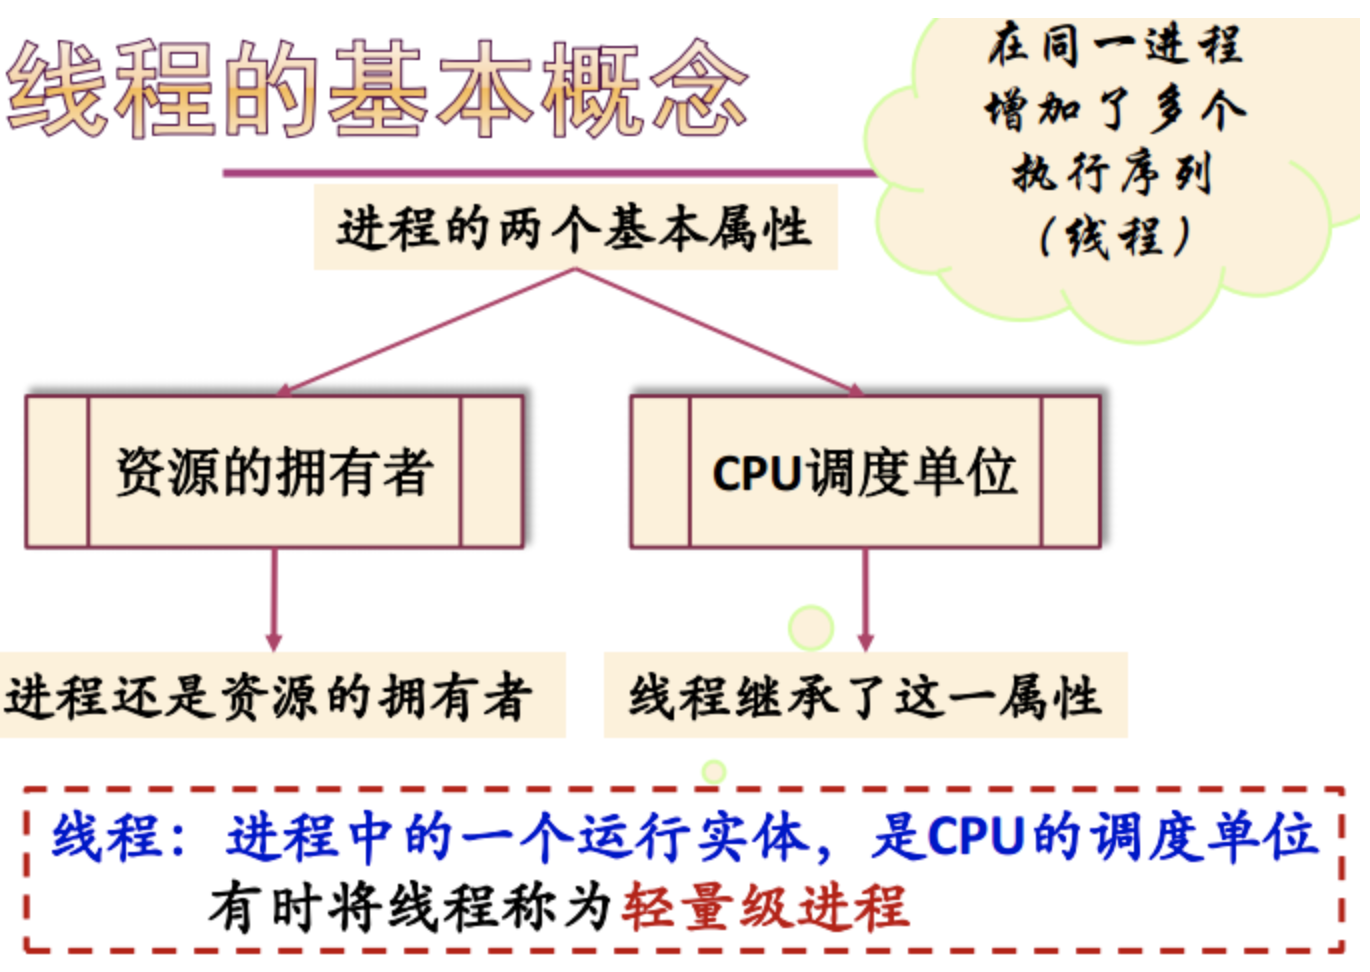 线程的基本概念
在同一进程
增加了多个
执行序列
（线程）
进程的两个基本属性
资源的拥有者
CPU调度单位
进程还是资源的拥有者
线程继承了这一属性
线程：进程中的一个运行实体，是CPU的调度单位
有时将线程称为轻量级进程